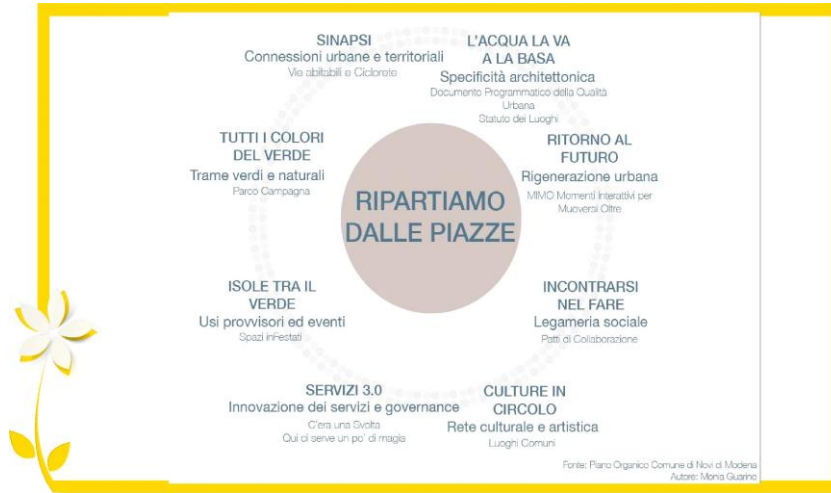 SINAPSI
Connessioni urbane e territoriali
Vie abitabili e Ciclorete
L'ACQUA LA VA
A LA BASA
Specificità architettonica
Documento Programmatico della Qualità
Urbana
Statuto dei Luoghi
TUTTI I COLORI
DEL VERDE
Trame verdi e naturali
Parco Campagna
RITORNO AL
FUTURO
Rigenerazione urbana
MIMO Momenti Interattivi per
Muoversi Oltre
RIPARTIAMO
DALLE PIAZZE
ISOLE TRA IL
VERDE
Usi provvisori ed eventi
Spazi inFestati
INCONTRARSI
NEL FARE
Legameria sociale
Patti di Collaborazione
SERVIZI 3.0
Innovazione dei servizi e governance
C'era una Svolta
Qui ci serve un po' di magia
CULTURE IN
CIRCOLO
Rete culturale e artistica
Luoghi Comuni
Fonte: Piano Organico Comune di Novi di Modena
Autore: Monia Guarino